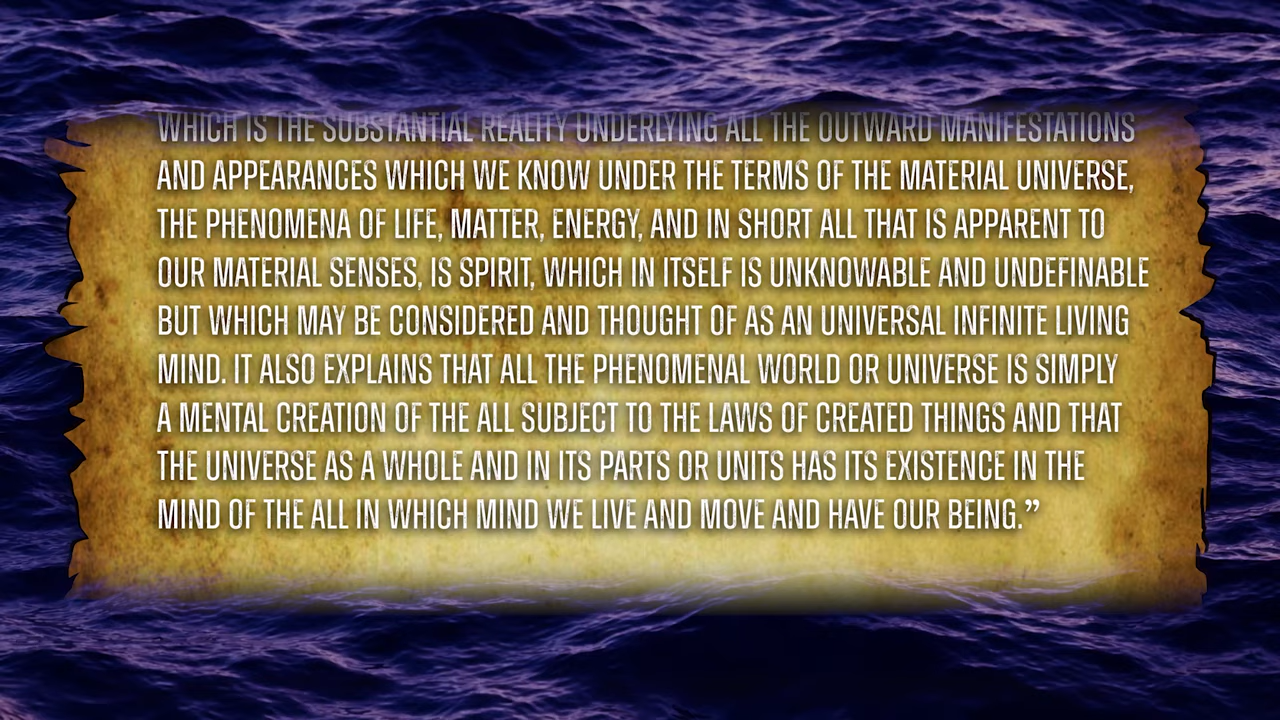 WHICH IS THE SUBSTANTIAL REALITY UNDERLYING ALL THE OUTWARD MANIFESTATIONS
AND APPEARANCES WHICH WE KNOW UNDER THE TERMS OF THE MATERIAL UNIVERSE,
THE PHENOMENA OF LIFE, MATTER, ENERGY, AND IN SHORT ALL THAT IS APPARENT TO
OUR MATERIAL SENSES, IS SPIRIT, WHICH IN ITSELF IS UNKNOWABLE AND UNDEFINABLE
BUT WHICH MAY BE CONSIDERED AND THOUGHT OF AS AN UNIVERSAL INFINITE LIVING
MIND. IT ALSO EXPLAINS THAT ALL THE PHENOMENAL WORLD OR UNIVERSE IS SIMPLY
A MENTAL CREATION OF THE ALL SUBJECT TO THE LAWS OF CREATED THINGS AND THAT
THE UNIVERSE AS A WHOLE AND IN ITS PARTS OR UNITS HAS ITS EXISTENCE IN THE
MIND OF THE ALL IN WHICH MIND WE LIVE AND MOVE AND HAVE OUR BEING.”